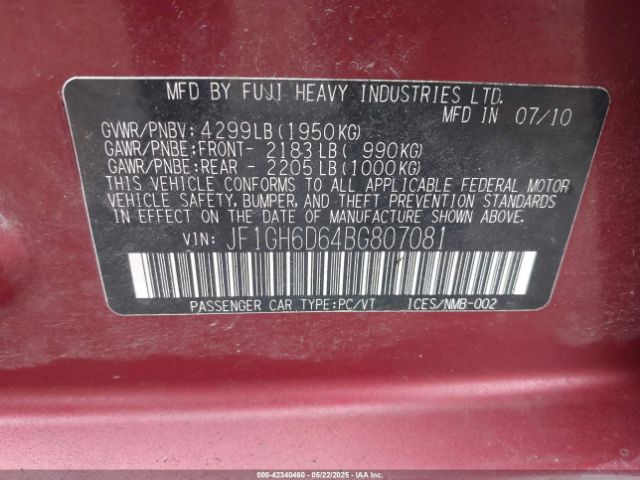 MFD BY FUJI HEAVY INDUSTRIES LTD.
MFD IN 07/10
GVWR/PNBV: 4299LB (1950KG)
GAWR/PNBE: FRONT- 2183LB ( 990KG)
GAWR/PNBE: REAR - 2205LB (1000KG)
THIS VEHICLE CONFORMS TO ALL APPLICABLE FEDERAL MOTOR
VEHICLE SAFETY, BUMPER, AND THEFT PREVENTION STANDARDS
IN EFFECT ON THE DATE OF MANUFACTURE SHOWN ABOVE.
VIN: JF1GH6D64BG807081
PASSENGER CAR TYPE:PC/VT ICES/NMB-002
000-42340460 - 05/22/2025 - IAAI.COM